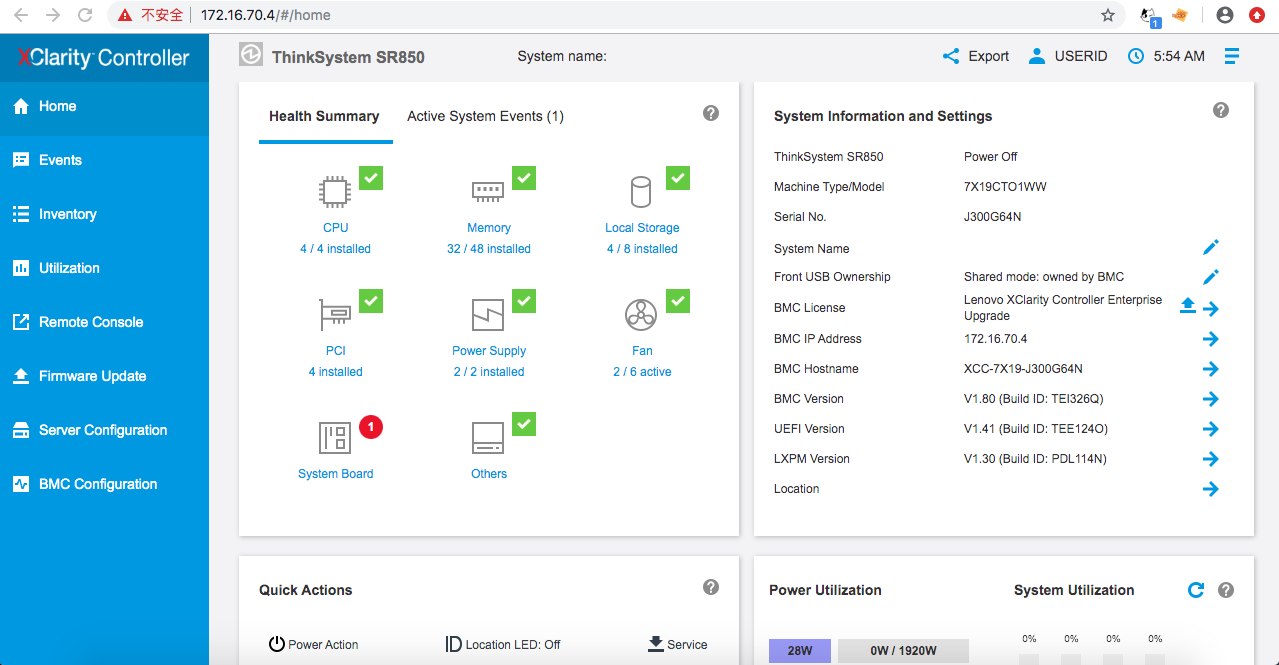 不安全 172.16.70.4/#/home
1
XClarity Controller
ThinkSystem SR850
System name:
Export
USERID
5:54 AM
Home
Events
Inventory
Utilization
Remote Console
Firmware Update
Server Configuration
BMC Configuration
Health Summary
Active System Events (1)
?
CPU
4 / 4 installed
Memory
32 / 48 installed
Local Storage
4 / 8 installed
PCI
4 installed
Power Supply
2 / 2 installed
Fan
2 / 6 active
1
System Board
Others
System Information and Settings
?
ThinkSystem SR850 Power Off
Machine Type/Model 7X19CTO1WW
Serial No. J300G64N
System Name
Front USB Ownership Shared mode: owned by BMC
BMC License Lenovo XClarity Controller Enterprise
Upgrade
BMC IP Address 172.16.70.4
BMC Hostname XCC-7X19-J300G64N
BMC Version V1.80 (Build ID: TEI326Q)
UEFI Version V1.41 (Build ID: TEE124O)
LXPM Version V1.30 (Build ID: PDL114N)
Location
Quick Actions
?
Power Action
Location LED: Off
Service
Power Utilization
28W
0W / 1920W
System Utilization
?
0% 0% 0% 0%